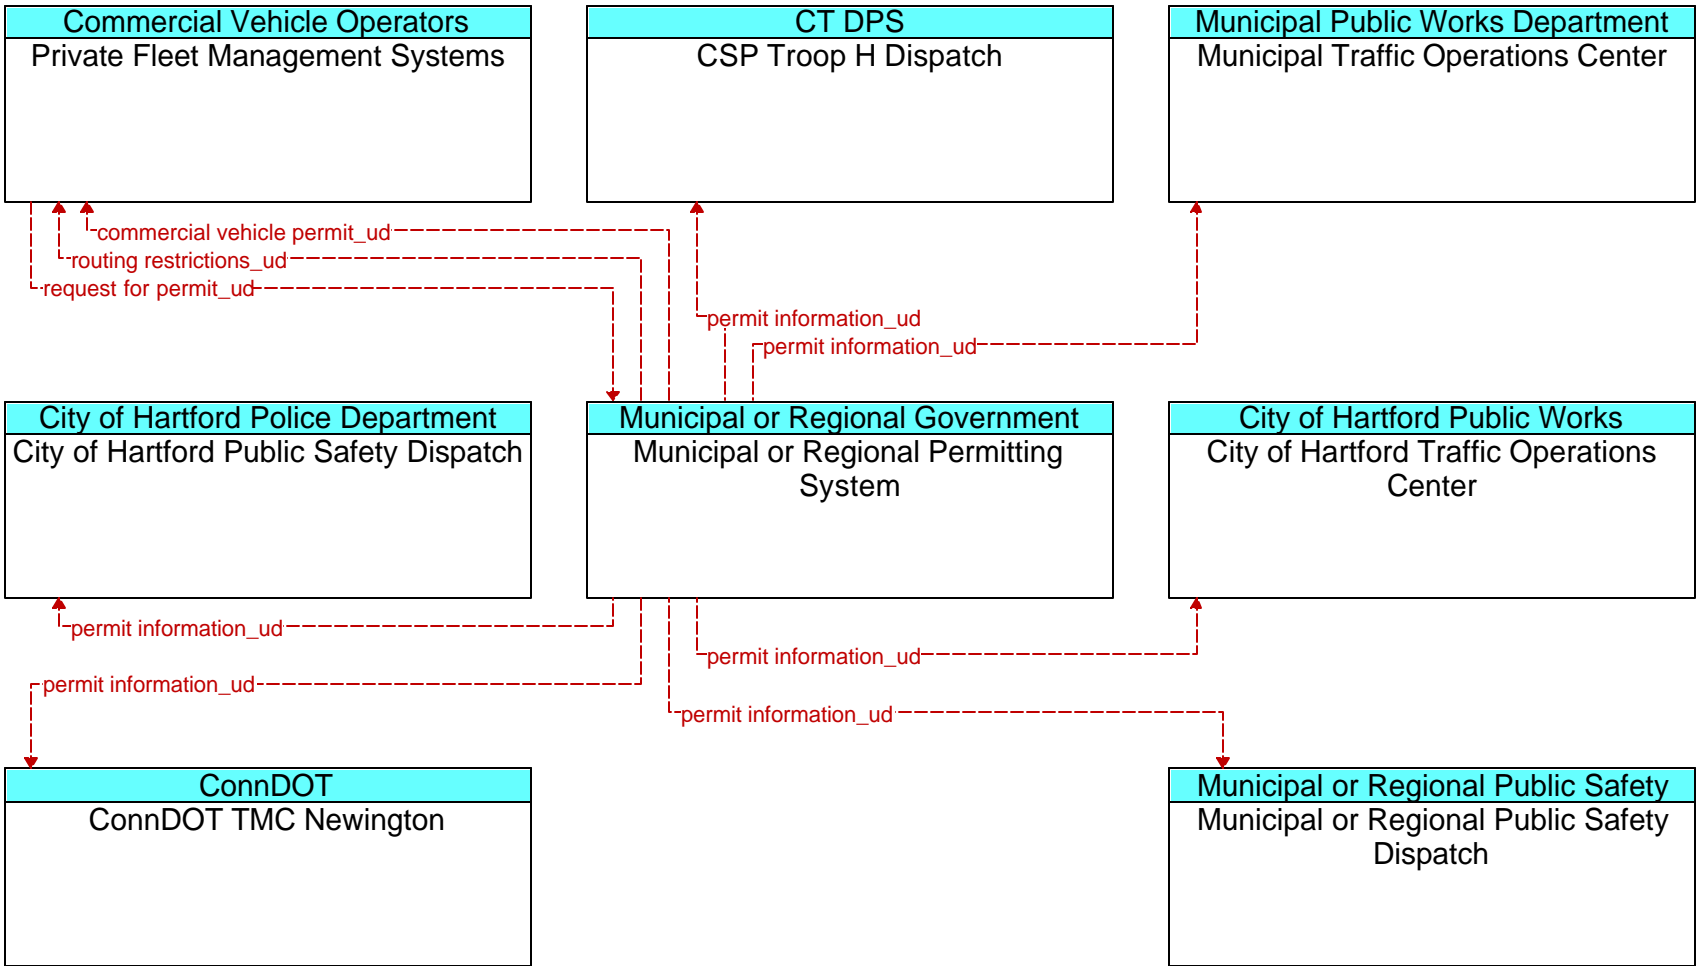 Commercial Vehicle Operators
Private Fleet Management Systems
CT DPS
CSP Troop H Dispatch
Municipal Public Works Department
Municipal Traffic Operations Center
commercial vehicle permit_ud
routing restrictions_ud
request for permit_ud
permit information_ud
permit information_ud
City of Hartford Police Department
City of Hartford Public Safety Dispatch
Municipal or Regional Government
Municipal or Regional Permitting
System
City of Hartford Public Works
City of Hartford Traffic Operations
Center
permit information_ud
permit information_ud
permit information_ud
permit information_ud
ConnDOT
ConnDOT TMC Newington
Municipal or Regional Public Safety
Municipal or Regional Public Safety
Dispatch